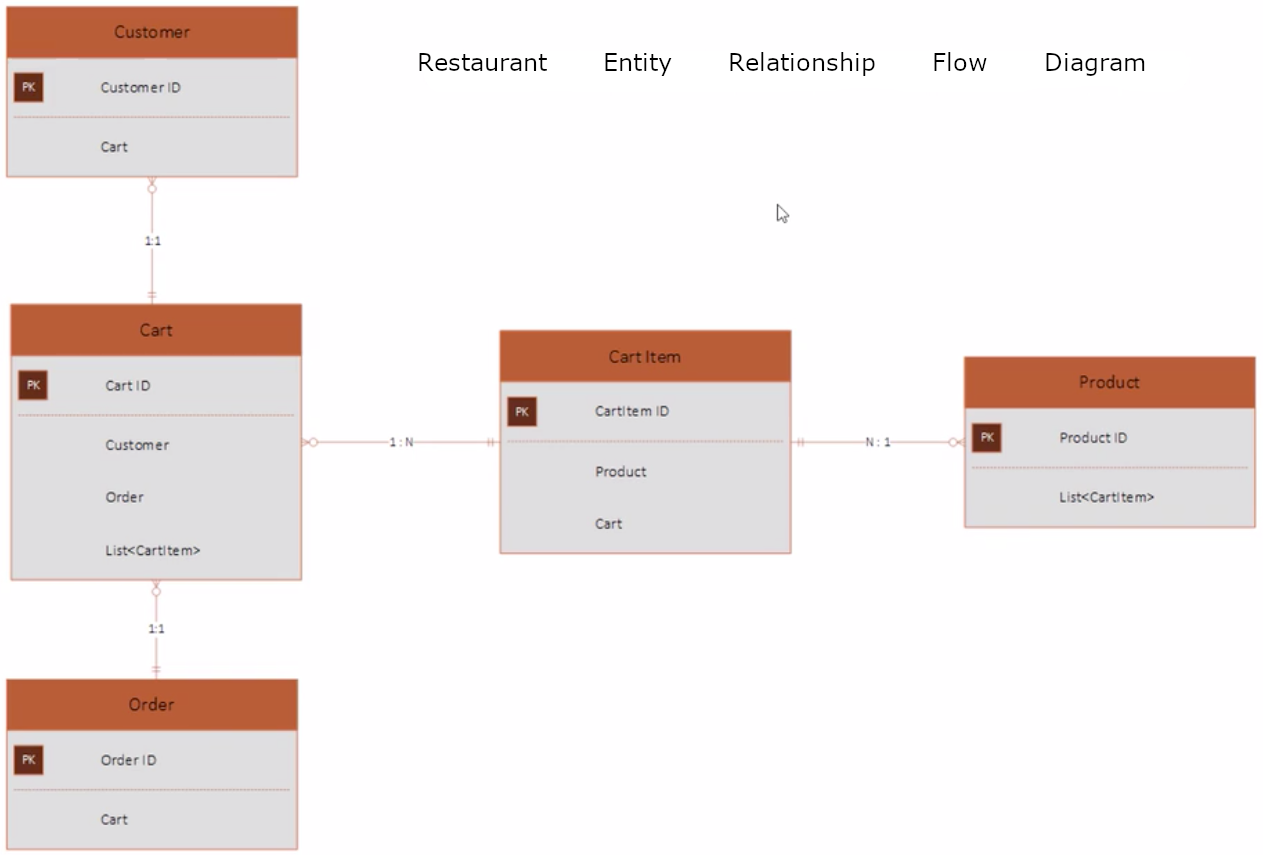 Restaurant Entity Relationship Flow Diagram
Customer
PK Customer ID
Cart
1:1
Cart
PK Cart ID
Customer
Order
List<CartItem>
1 : N
Cart Item
PK CartItem ID
Product
Cart
N : 1
Product
PK Product ID
List<CartItem>
1:1
Order
PK Order ID
Cart